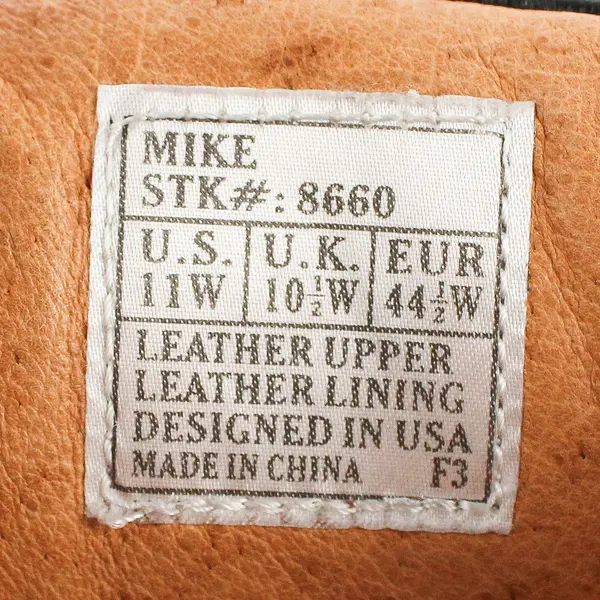 MIKE
STK#: 8660
U.S. U.K. EUR
11W 10½W 44½W
LEATHER UPPER
LEATHER LINING
DESIGNED IN USA
MADE IN CHINA F3